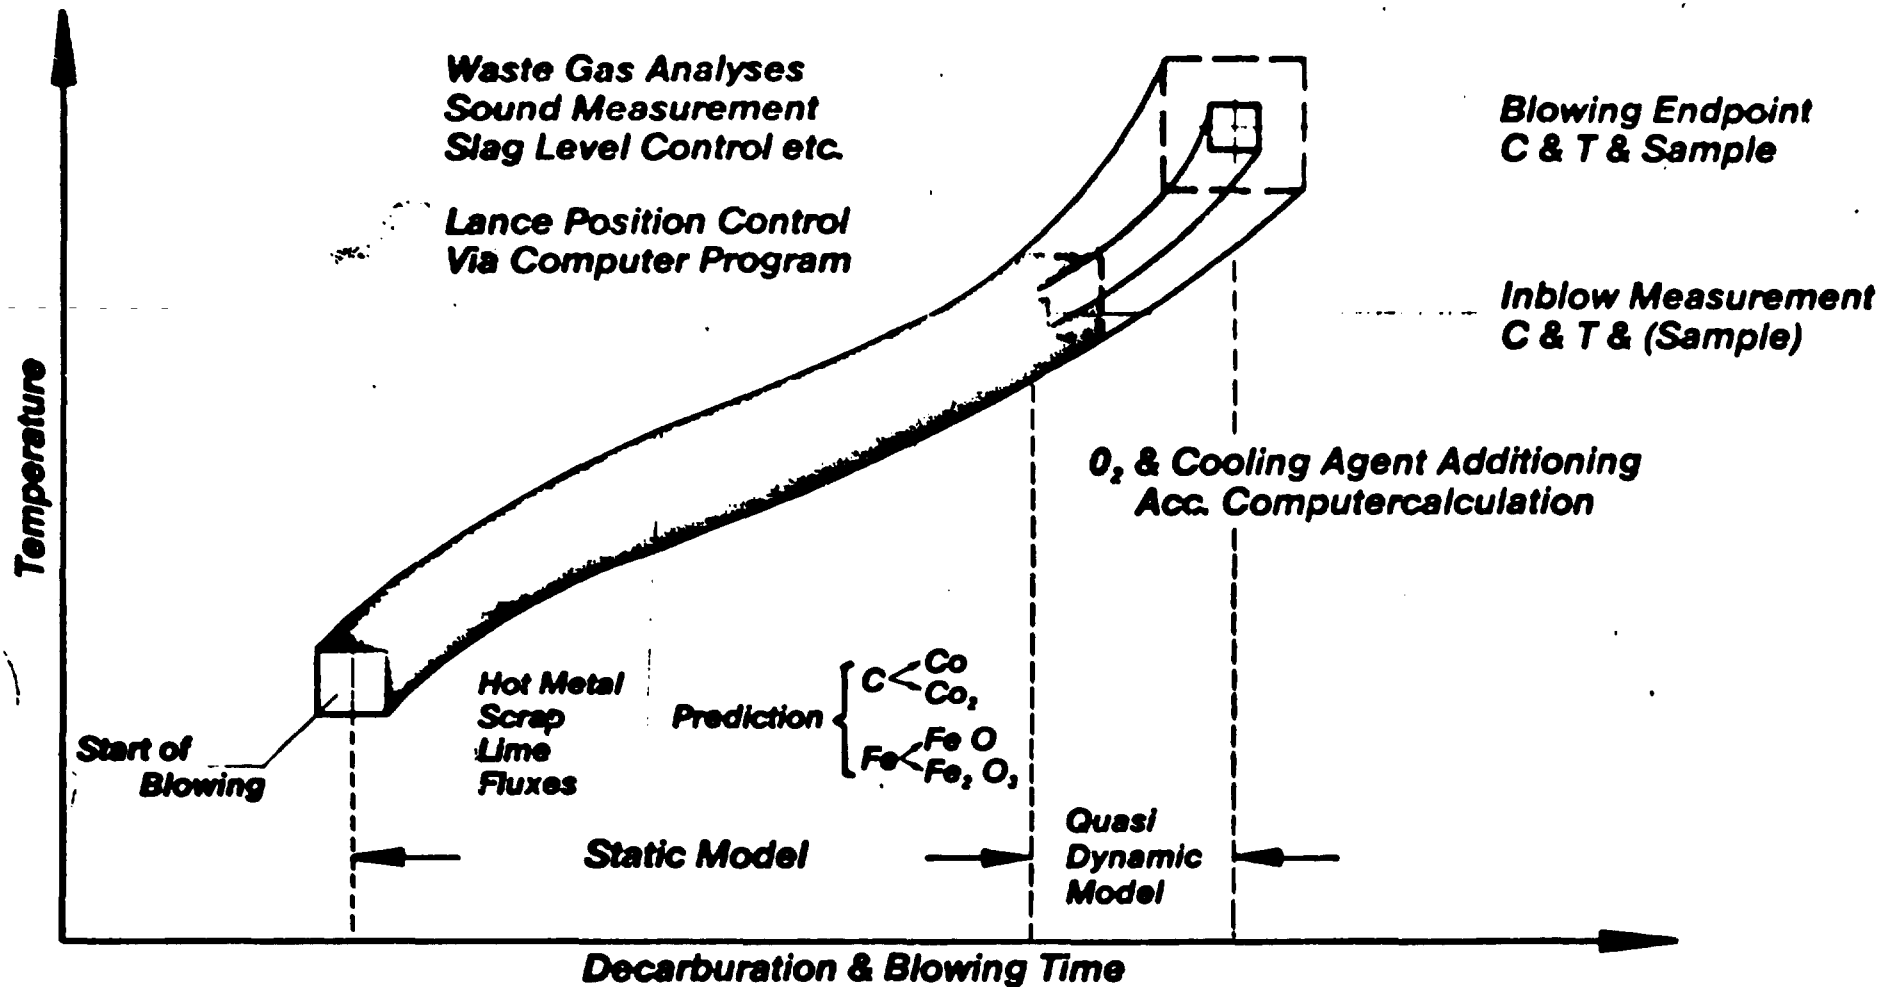 Waste Gas Analyses
Sound Measurement
Slag Level Control etc.
Lance Position Control
Via Computer Program
Blowing Endpoint
C & T & Sample
Inblow Measurement
C & T & (Sample)
Temperature
O₂ & Cooling Agent Additioning
Acc. Computercalculation
Start of
Blowing
Hot Metal
Scrap
Lime
Fluxes
Prediction
C
Co
Co₂
Fe
Fe O
Fe₂ O₃
Static Model
Quasi
Dynamic
Model
Decarburation & Blowing Time